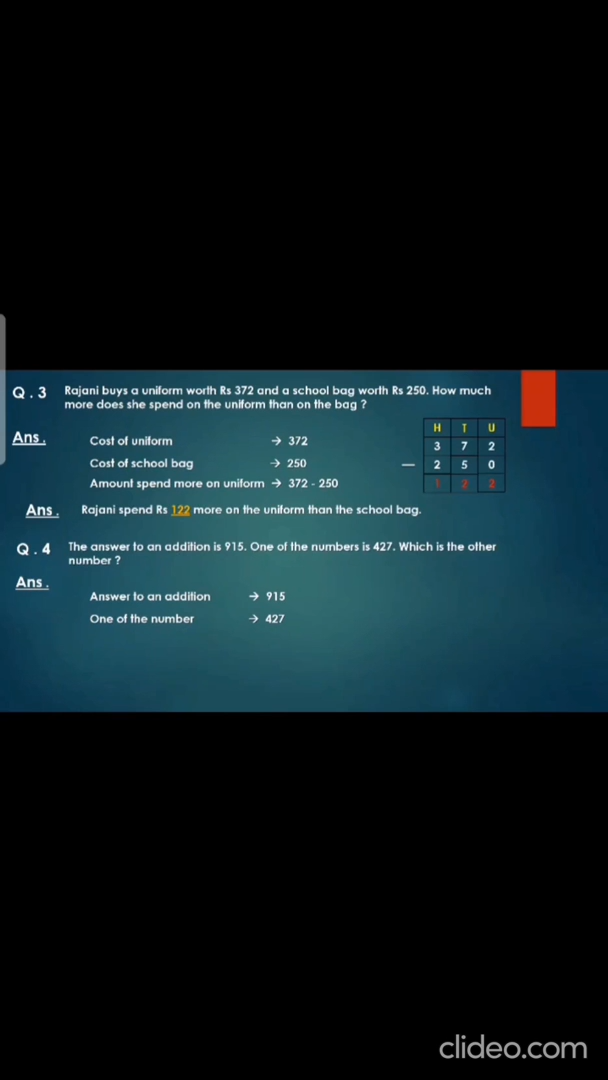 Q . 3 Rajani buys a uniform worth Rs 372 and a school bag worth Rs 250. How much
more does she spend on the uniform than on the bag ?
Ans .
Cost of uniform → 372
Cost of school bag → 250
Amount spend more on uniform → 372 - 250
H T U
3 7 2
— 2 5 0
1 2 2
Ans . Rajani spend Rs 122 more on the uniform than the school bag.
Q . 4 The answer to an addition is 915. One of the numbers is 427. Which is the other
number ?
Ans .
Answer to an addition → 915
One of the number → 427
clideo.com